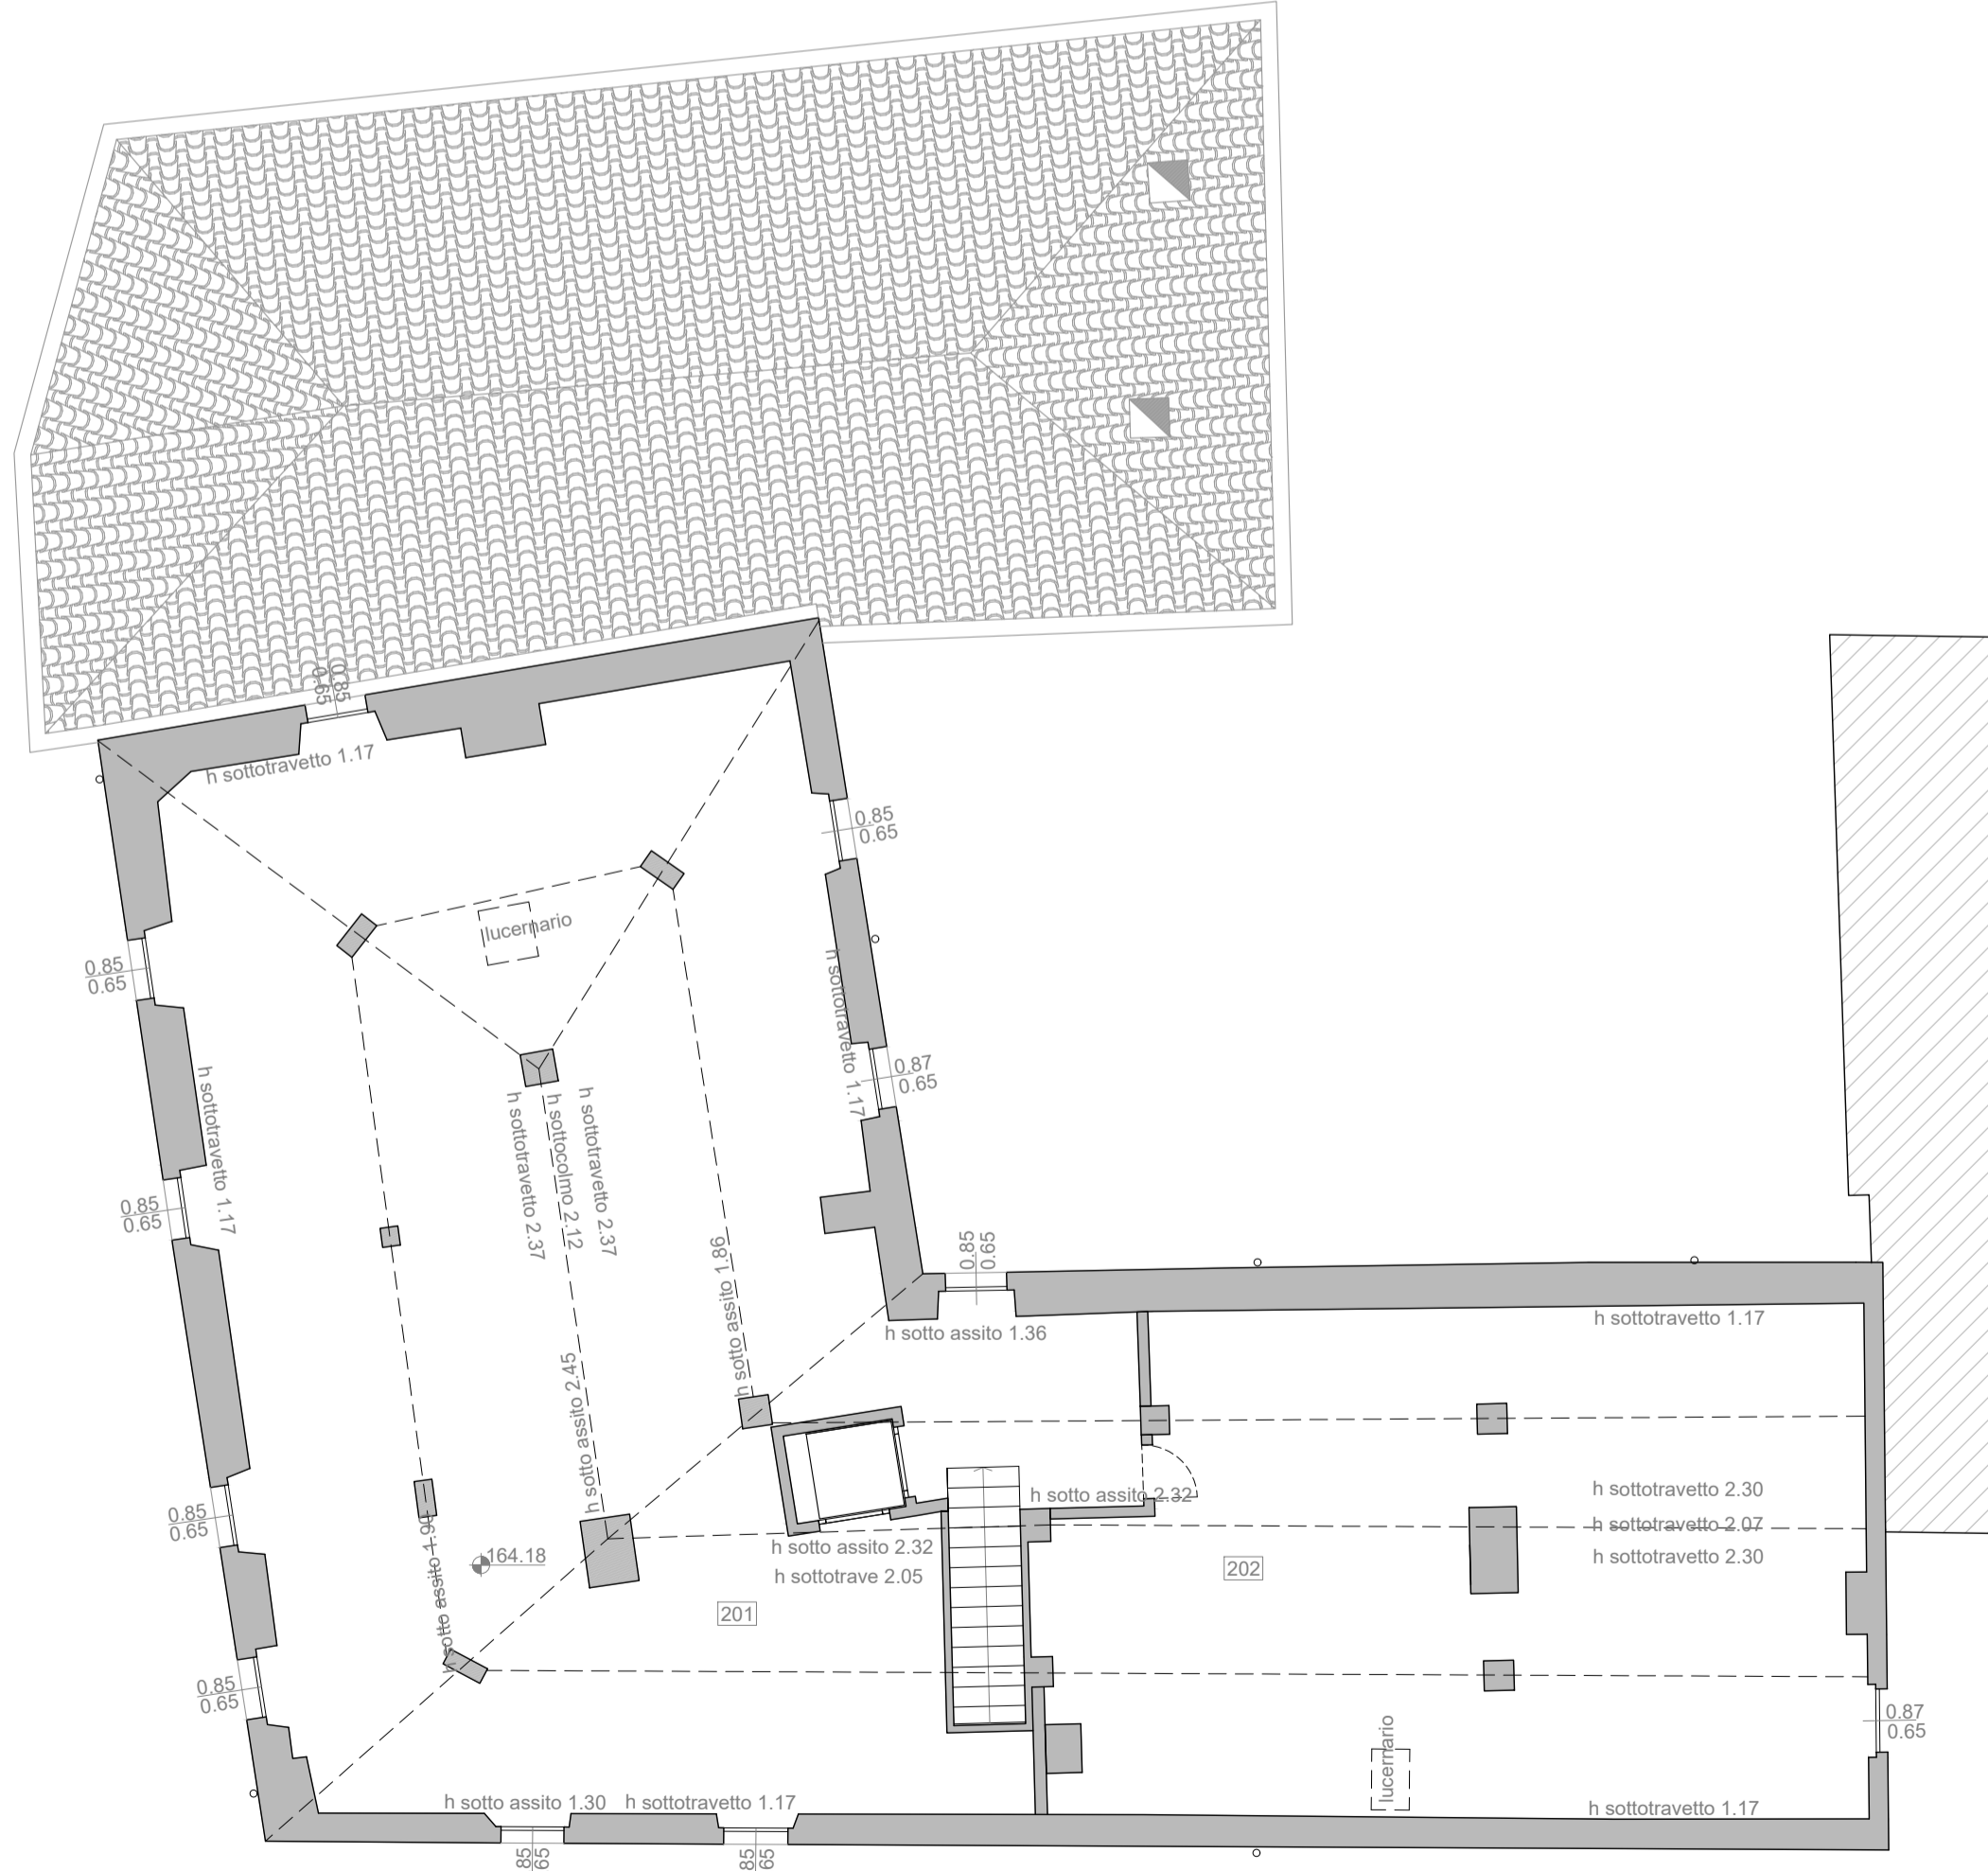 0.85
0.65
h sottotravetto 1.17
0.85
0.65
lucernario
0.85
0.65
h sottotravetto 1.17
0.87
0.65
h sottotravetto 1.17
h sottotravetto 2.37
h sottocolmo 2.12
h sottotravetto 2.37
0.85
0.65
h sotto assito 1.86
0.85
0.65
h sotto assito 1.36
h sottotravetto 1.17
h sotto assito 2.45
h sotto assito 2.32
h sottotravetto 2.30
h sottotravetto 2.07
h sottotravetto 2.30
0.85
0.65
h sotto assito 1.90
164.18
h sotto assito 2.32
h sottotrave 2.05
201
202
0.85
0.65
0.87
0.65
lucernario
h sotto assito 1.30
h sottotravetto 1.17
h sottotravetto 1.17
85
65
85
65